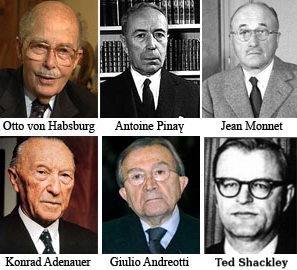 Otto von Habsburg Antoine Pinay Jean Monnet
Konrad Adenauer Giulio Andreotti Ted Shackley